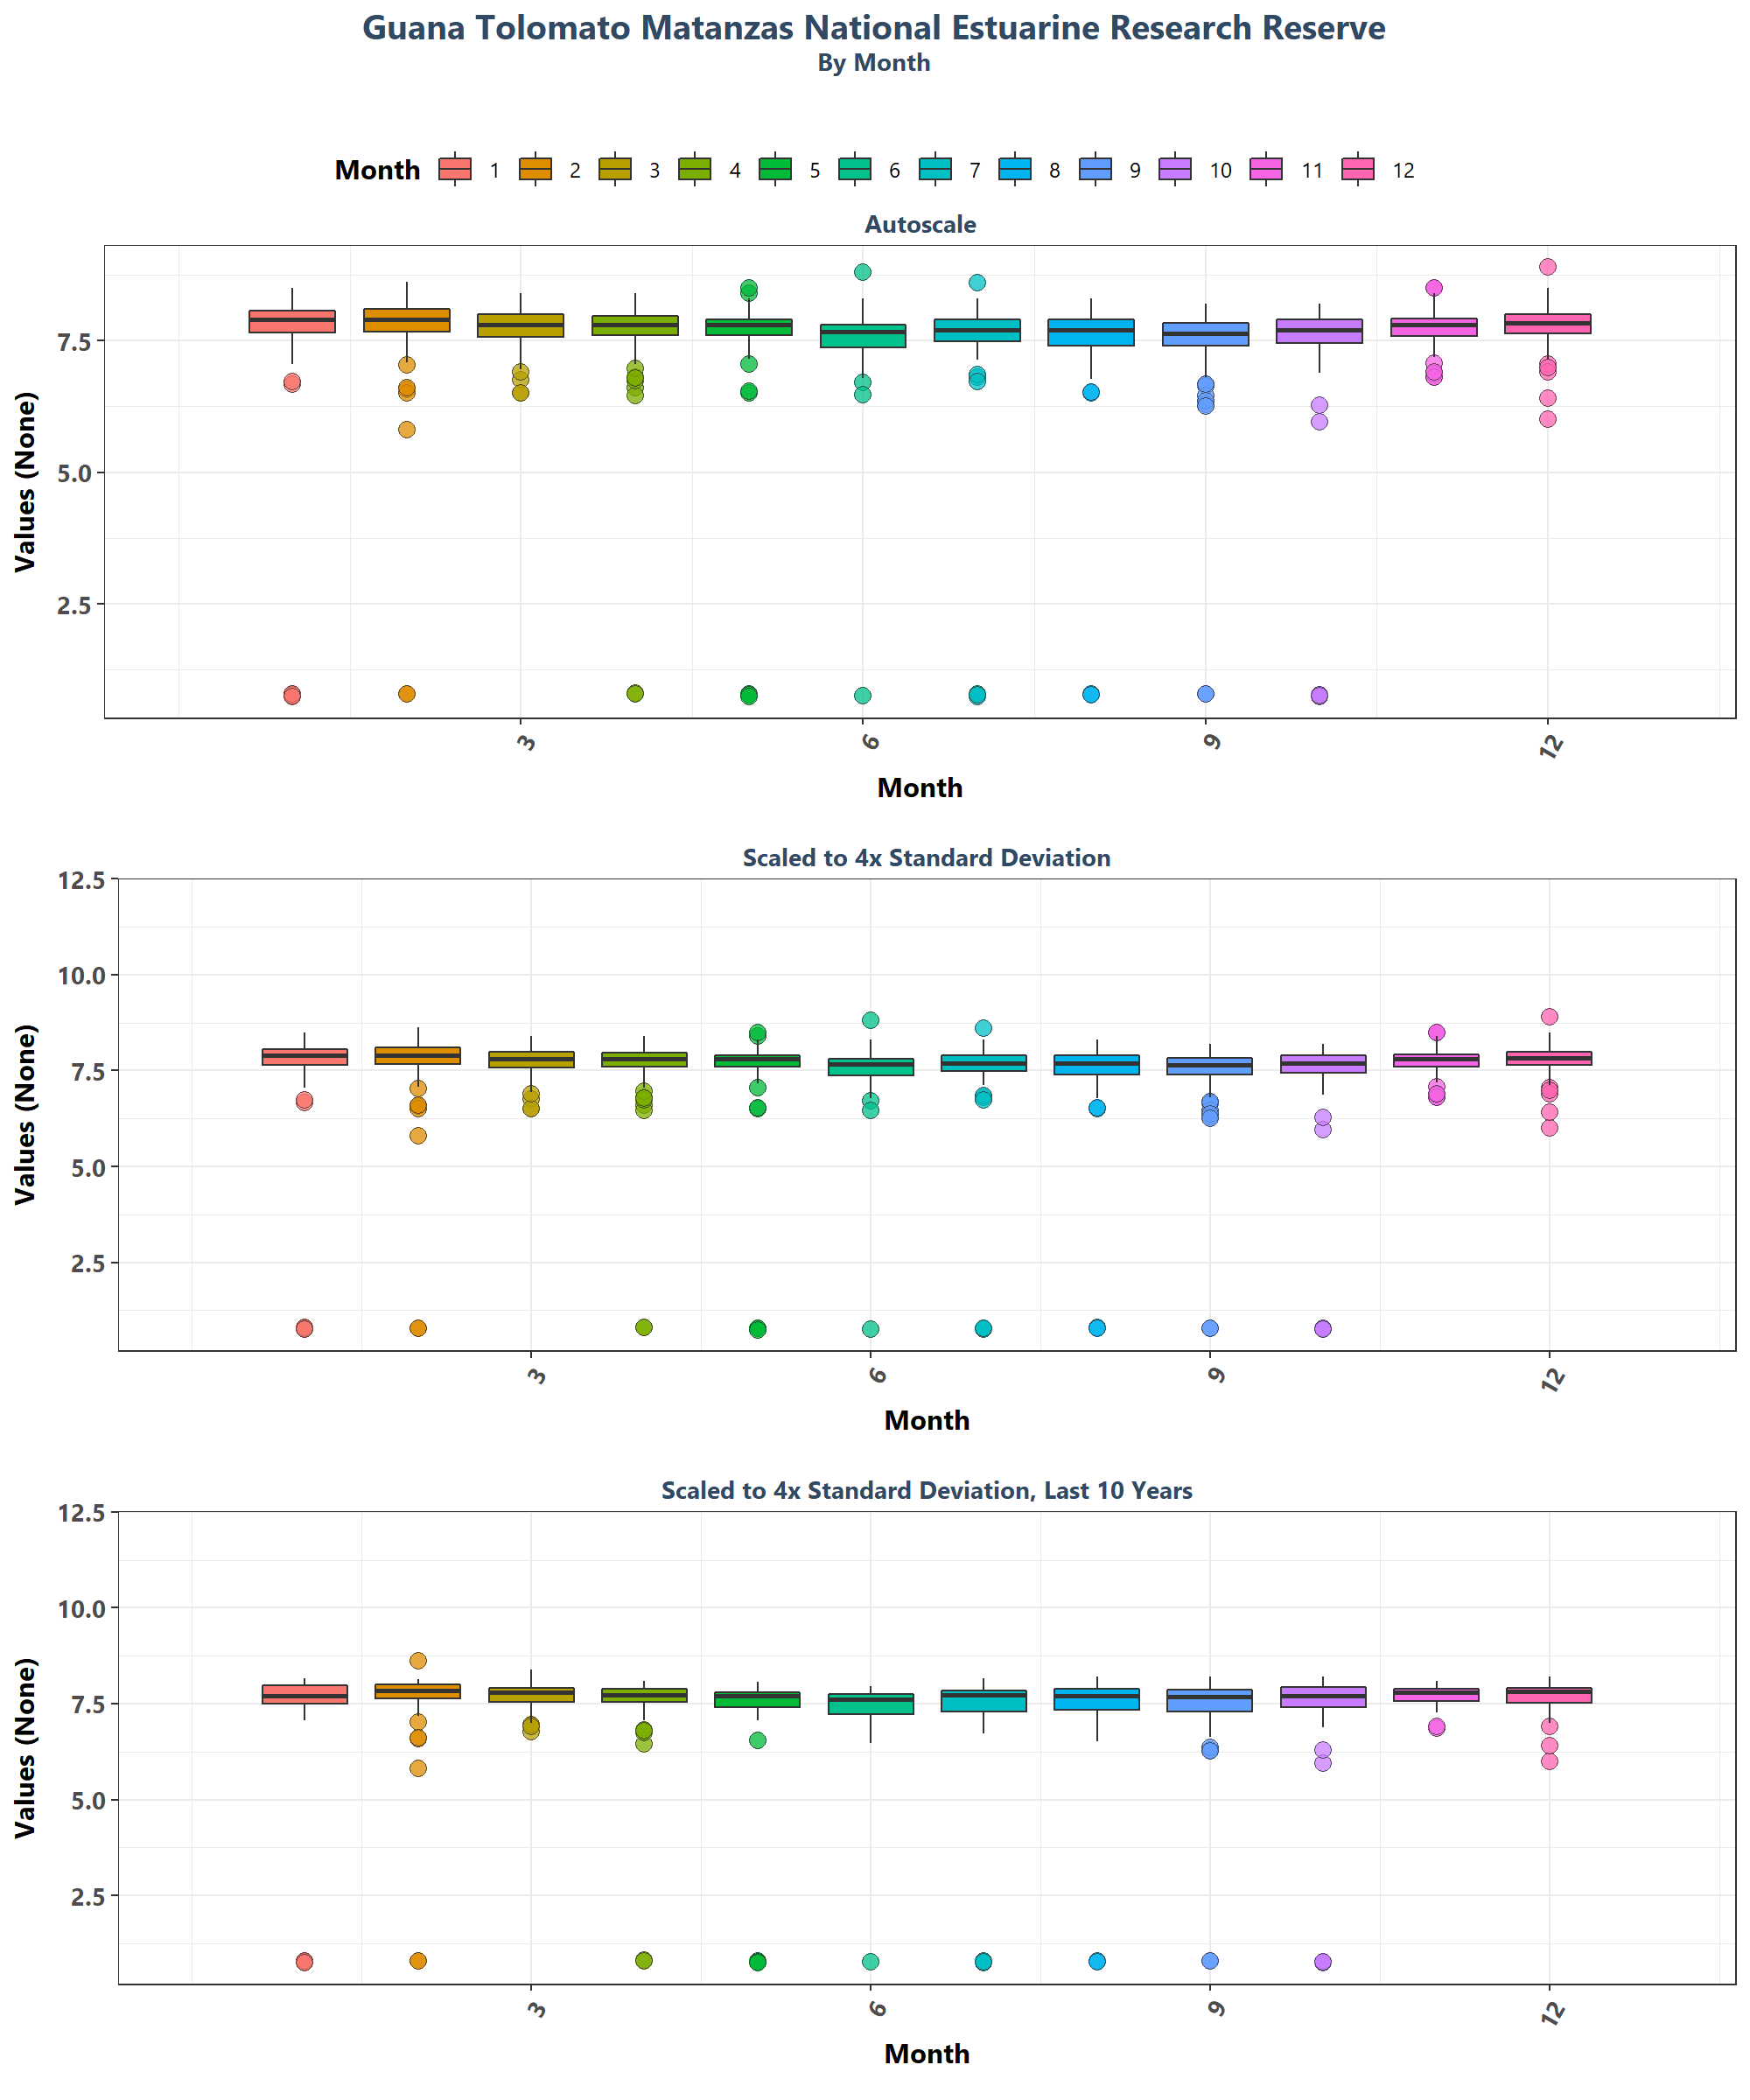 Guana Tolomato Matanzas National Estuarine Research Reserve
By Month
Month 1 2 3 4 5 6 7 8 9 10 11 12
Autoscale
Values (None)
7.5
5.0
2.5
3 6 9 12
Month
Scaled to 4x Standard Deviation
Values (None)
12.5
10.0
7.5
5.0
2.5
3 6 9 12
Month
Scaled to 4x Standard Deviation, Last 10 Years
Values (None)
12.5
10.0
7.5
5.0
2.5
3 6 9 12
Month